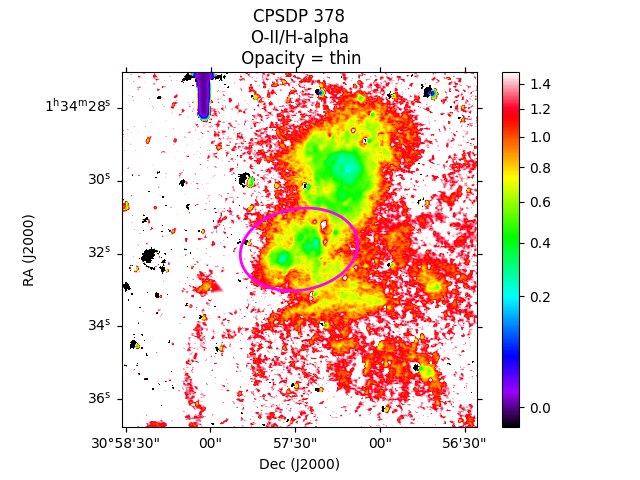 CPSDP 378
O-II/H-alpha
Opacity = thin
1h34m28s
30s
32s
34s
36s
RA (J2000)
30°58'30" 00" 57'30" 00" 56'30"
Dec (J2000)
1.4
1.2
1.0
0.8
0.6
0.4
0.2
0.0